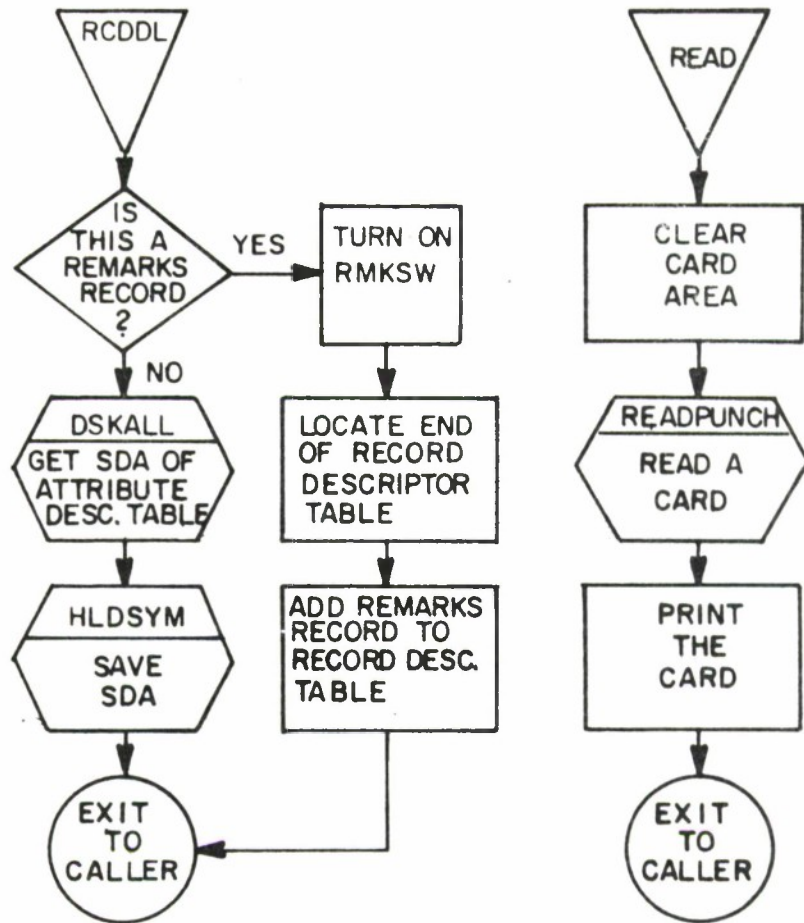 RCDDL
IS
THIS A
REMARKS
RECORD
?
YES
NO
TURN ON
RMKSW
DSKALL
GET SDA OF
ATTRIBUTE
DESC. TABLE
LOCATE END
OF RECORD
DESCRIPTOR
TABLE
HLDSYM
SAVE
SDA
ADD REMARKS
RECORD TO
RECORD DESC.
TABLE
EXIT
TO
CALLER
READ
CLEAR
CARD
AREA
READPUNCH
READ A
CARD
PRINT
THE
CARD
EXIT
TO
CALLER